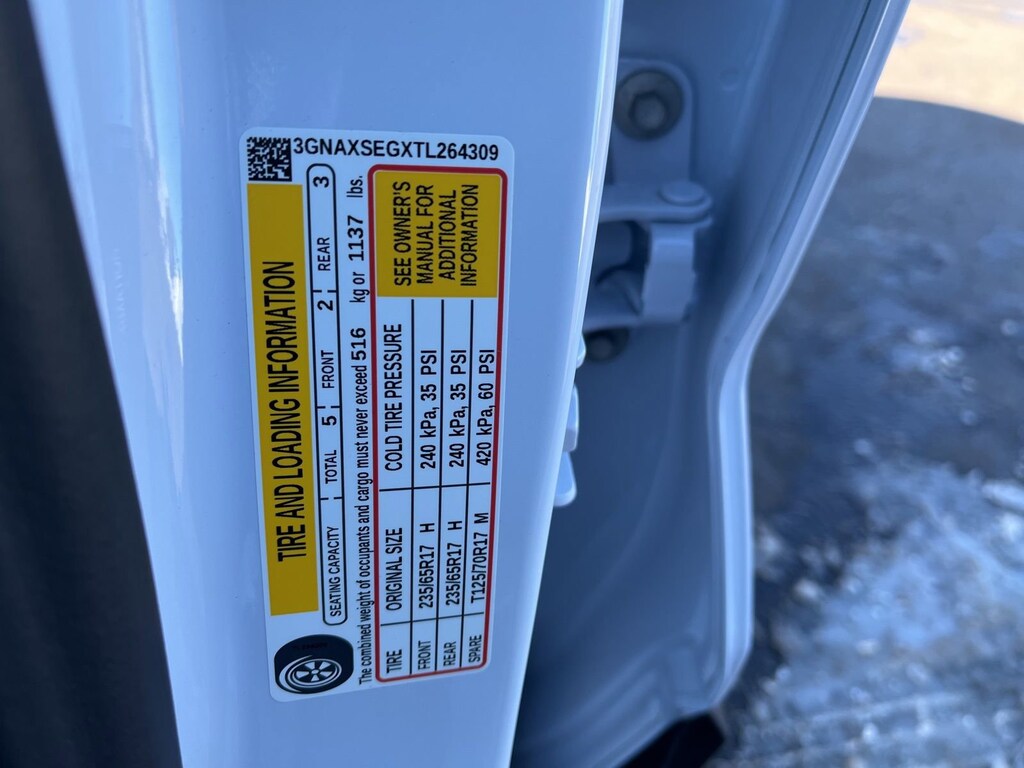 3GNAXSEGXTL264309
TIRE AND LOADING INFORMATION
SEATING CAPACITY TOTAL 5 FRONT 2 REAR 3
The combined weight of occupants and cargo must never exceed 516 kg or 1137 lbs.
TIRE ORIGINAL SIZE COLD TIRE PRESSURE
FRONT 235/65R17 H 240 kPa, 35 PSI
REAR 235/65R17 H 240 kPa, 35 PSI
SPARE T125/70R17 M 420 kPa, 60 PSI
SEE OWNER'S
MANUAL FOR
ADDITIONAL
INFORMATION